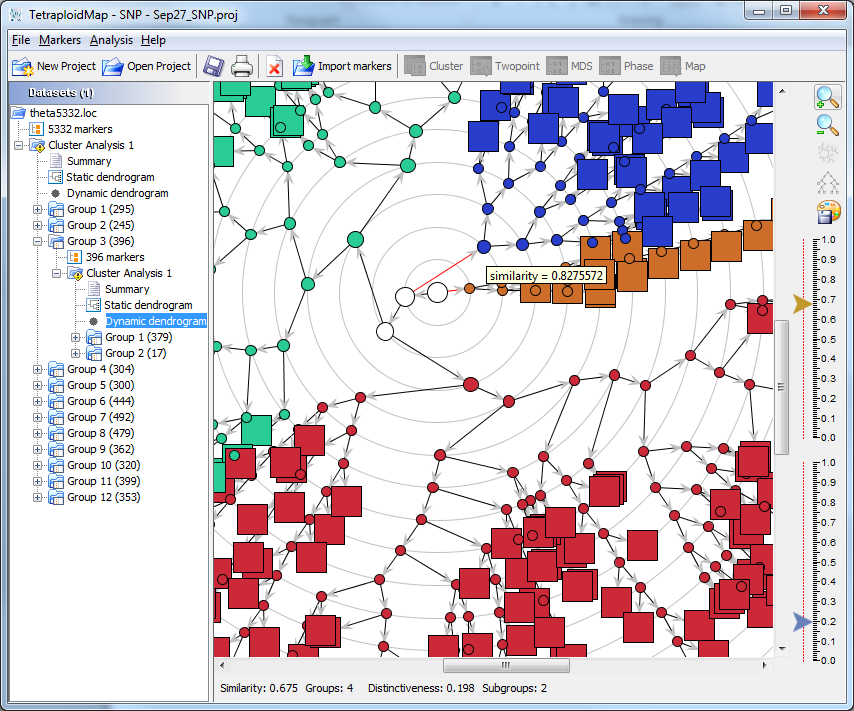 TetraploidMap - SNP - Sep27_SNP.proj
File Markers Analysis Help
New Project Open Project Import markers Cluster Twopoint MDS Phase Map
Datasets (1)
theta5332.loc
5332 markers
Cluster Analysis 1
Summary
Static dendrogram
Dynamic dendrogram
Group 1 (295)
Group 2 (245)
Group 3 (396)
396 markers
Cluster Analysis 1
Summary
Static dendrogram
Dynamic dendrogram
Group 1 (379)
Group 2 (17)
Group 4 (304)
Group 5 (300)
Group 6 (444)
Group 7 (492)
Group 8 (479)
Group 9 (362)
Group 10 (320)
Group 11 (399)
Group 12 (353)
similarity = 0.8275572
1.0
0.9
0.8
0.7
0.6
0.5
0.4
0.3
0.2
0.1
0.0
1.0
0.9
0.8
0.7
0.6
0.5
0.4
0.3
0.2
0.1
0.0
Similarity: 0.675 Groups: 4 Distinctiveness: 0.198 Subgroups: 2